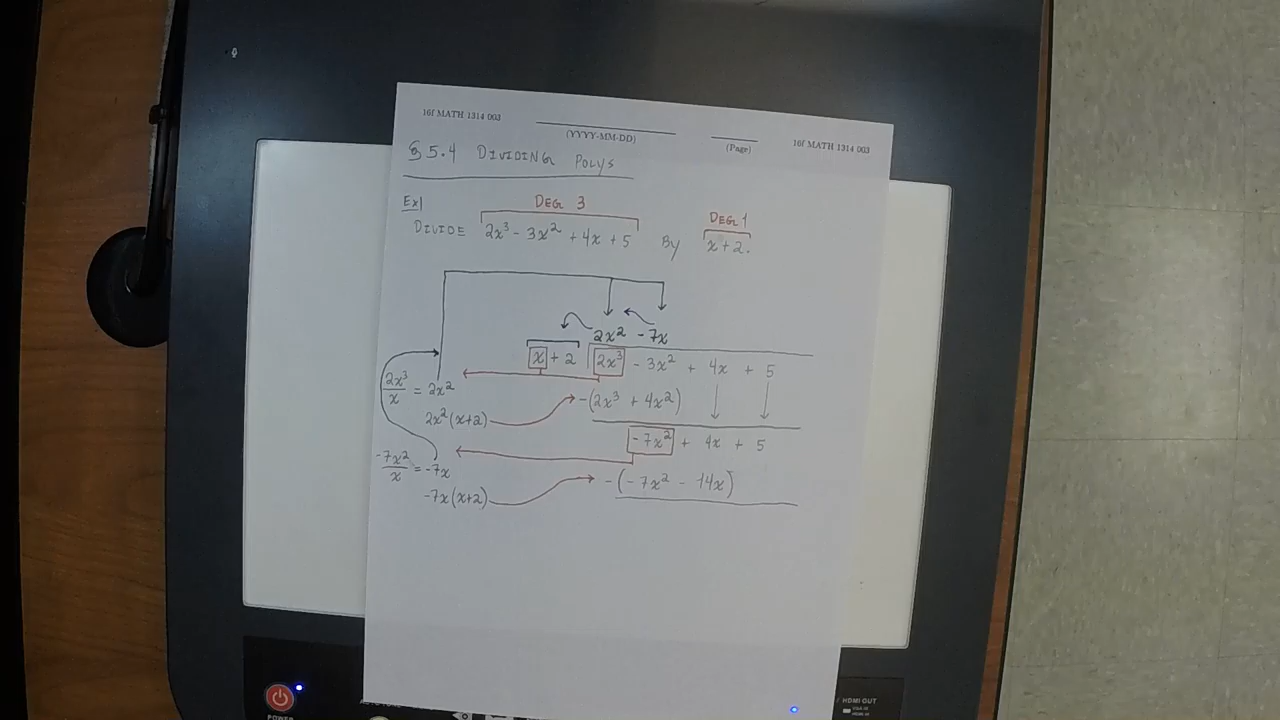 16f MATH 1314 003
(YYYY-MM-DD)
(Page)
16f MATH 1314 003
§ 5.4 DIVIDING POLYS
Ex1
DEG 3
DEG 1
DIVIDE 2x³ - 3x² + 4x + 5 By x + 2.
2x² - 7x
x + 2 2x³ - 3x² + 4x + 5
2x³/x = 2x²
-(2x³ + 4x²)
2x²(x+2)
-7x² + 4x + 5
-7x²/x = -7x
-(-7x² - 14x)
-7x(x+2)
HDMI OUT
POWER